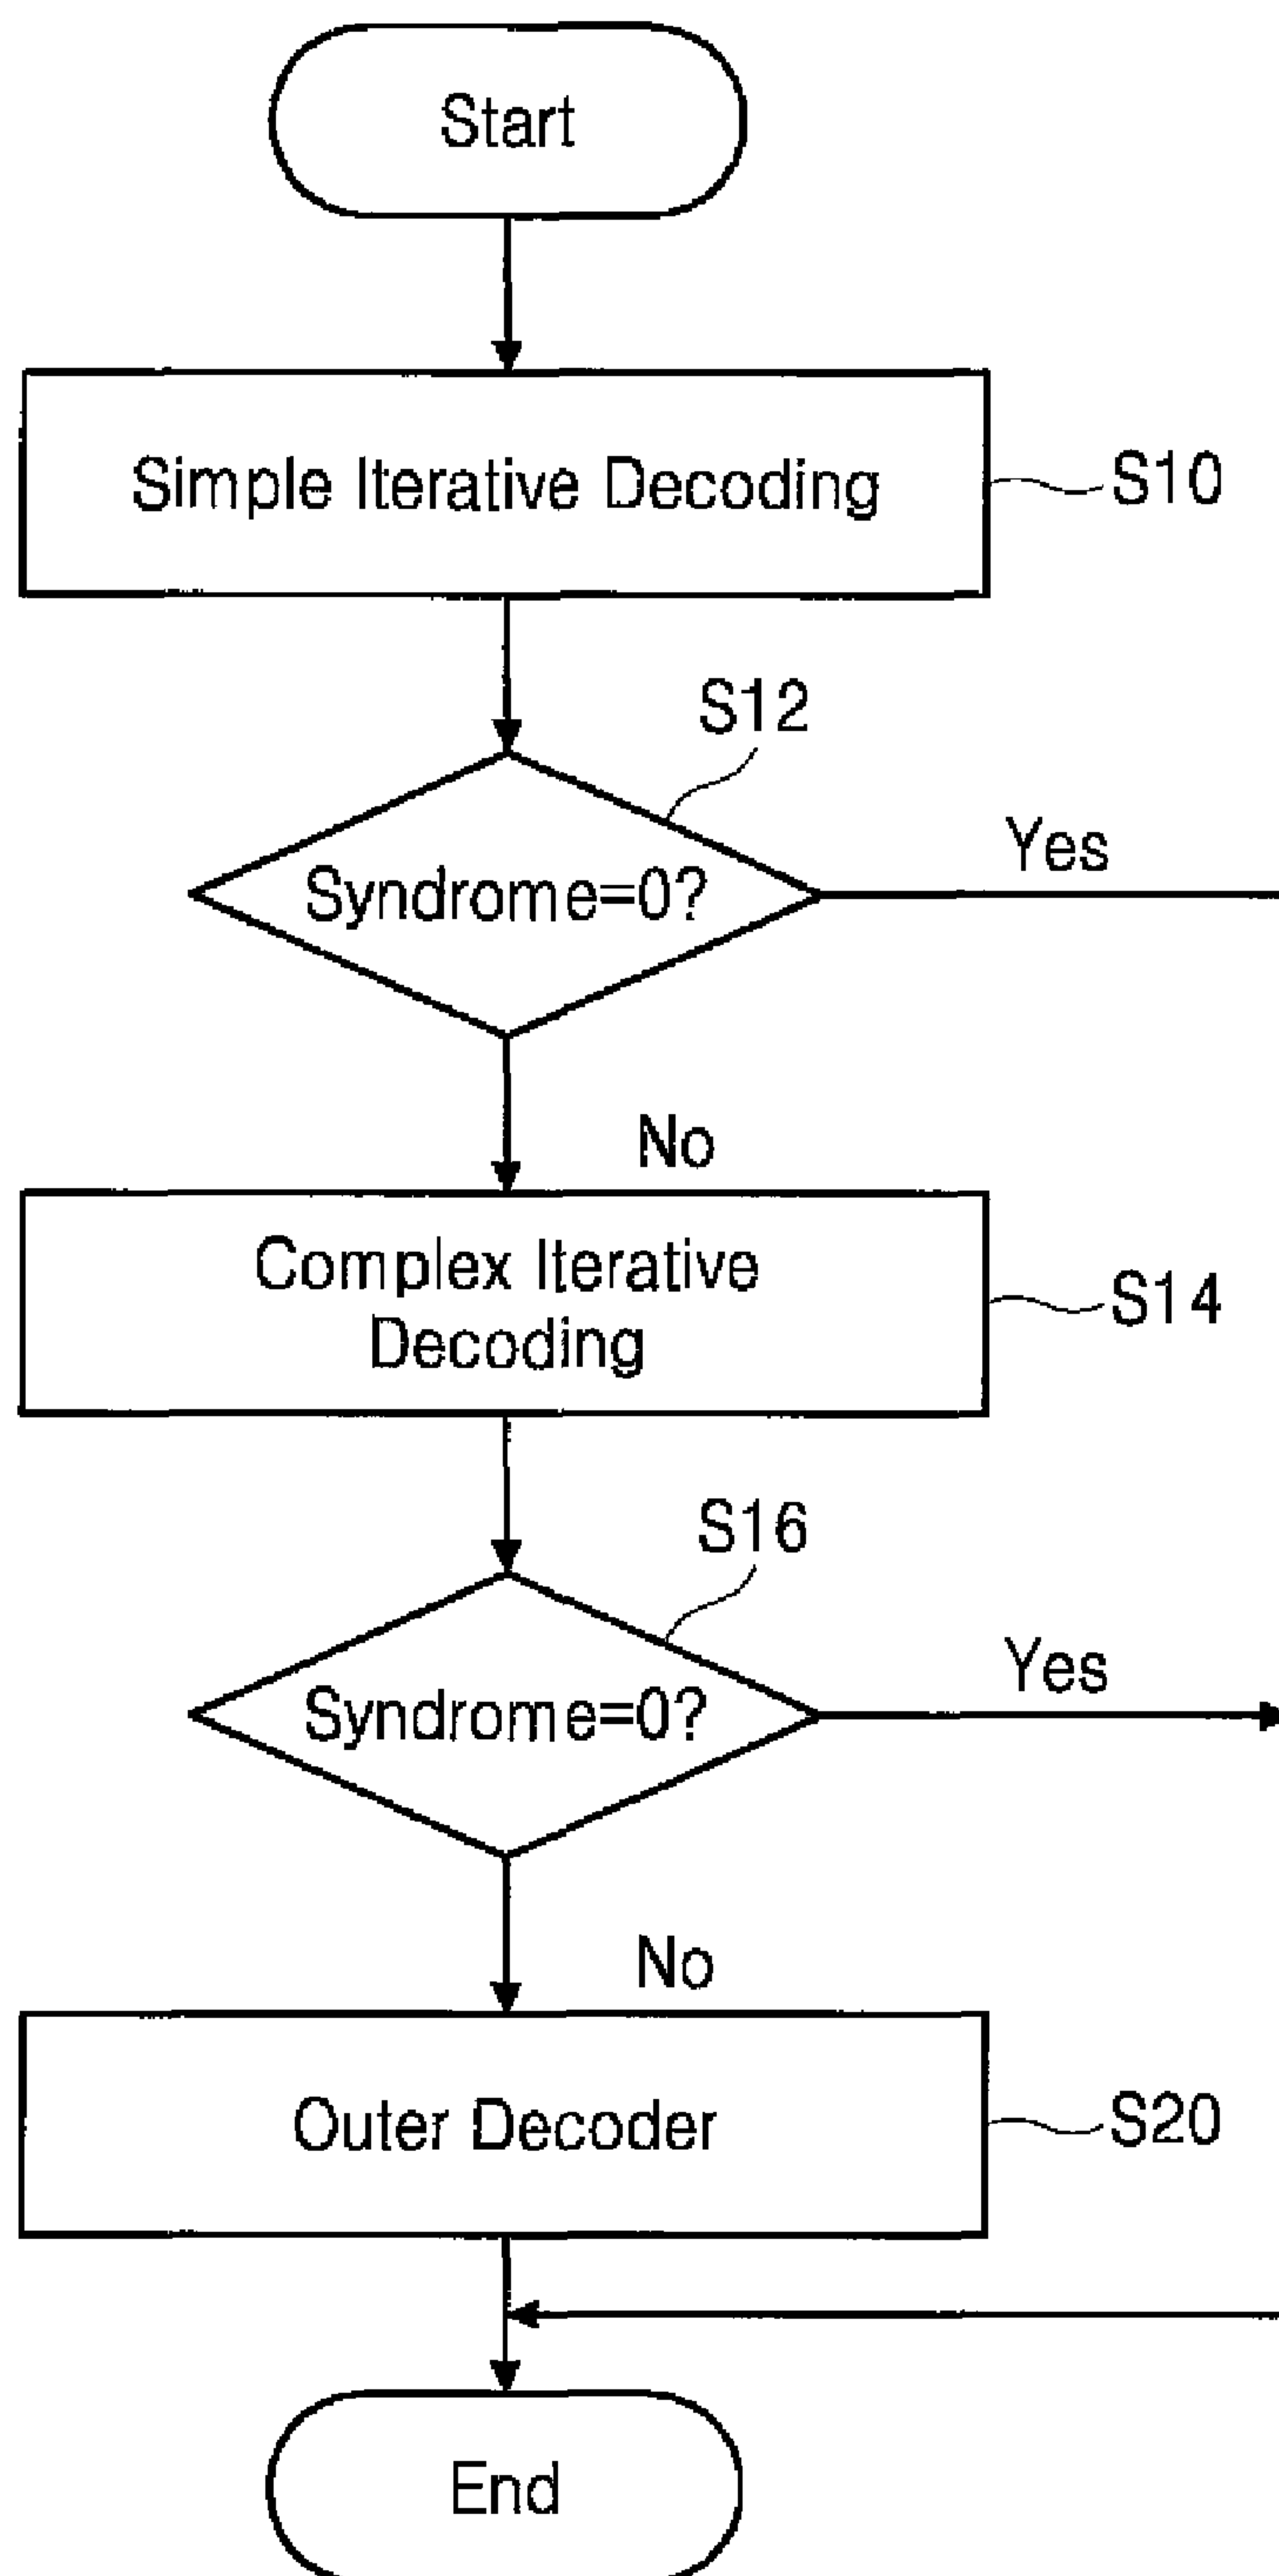 Start
Simple Iterative Decoding
S10
S12
Syndrome=0?
Yes
No
Complex Iterative
Decoding
S14
S16
Syndrome=0?
Yes
No
Outer Decoder
S20
End